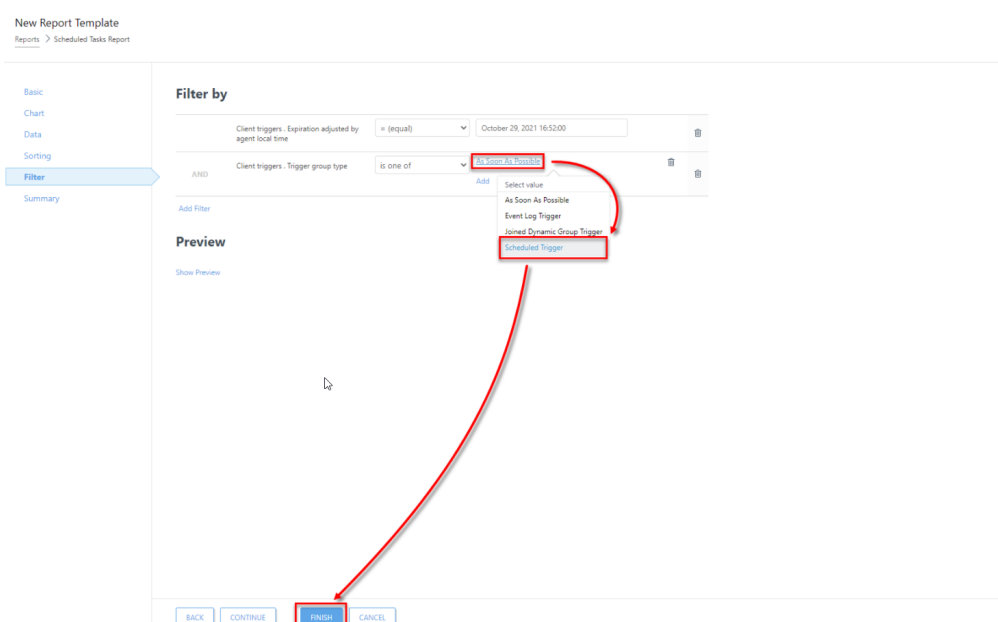 New Report Template
Reports > Scheduled Tasks Report
Basic
Chart
Data
Sorting
Filter
Summary
Filter by
Client triggers . Expiration adjusted by
agent local time
= (equal)
October 29, 2021 16:52:00
AND
Client triggers . Trigger group type
is one of
As Soon As Possible
Add
Select value
As Soon As Possible
Event Log Trigger
Joined Dynamic Group Trigger
Scheduled Trigger
Add Filter
Preview
Show Preview
BACK
CONTINUE
FINISH
CANCEL